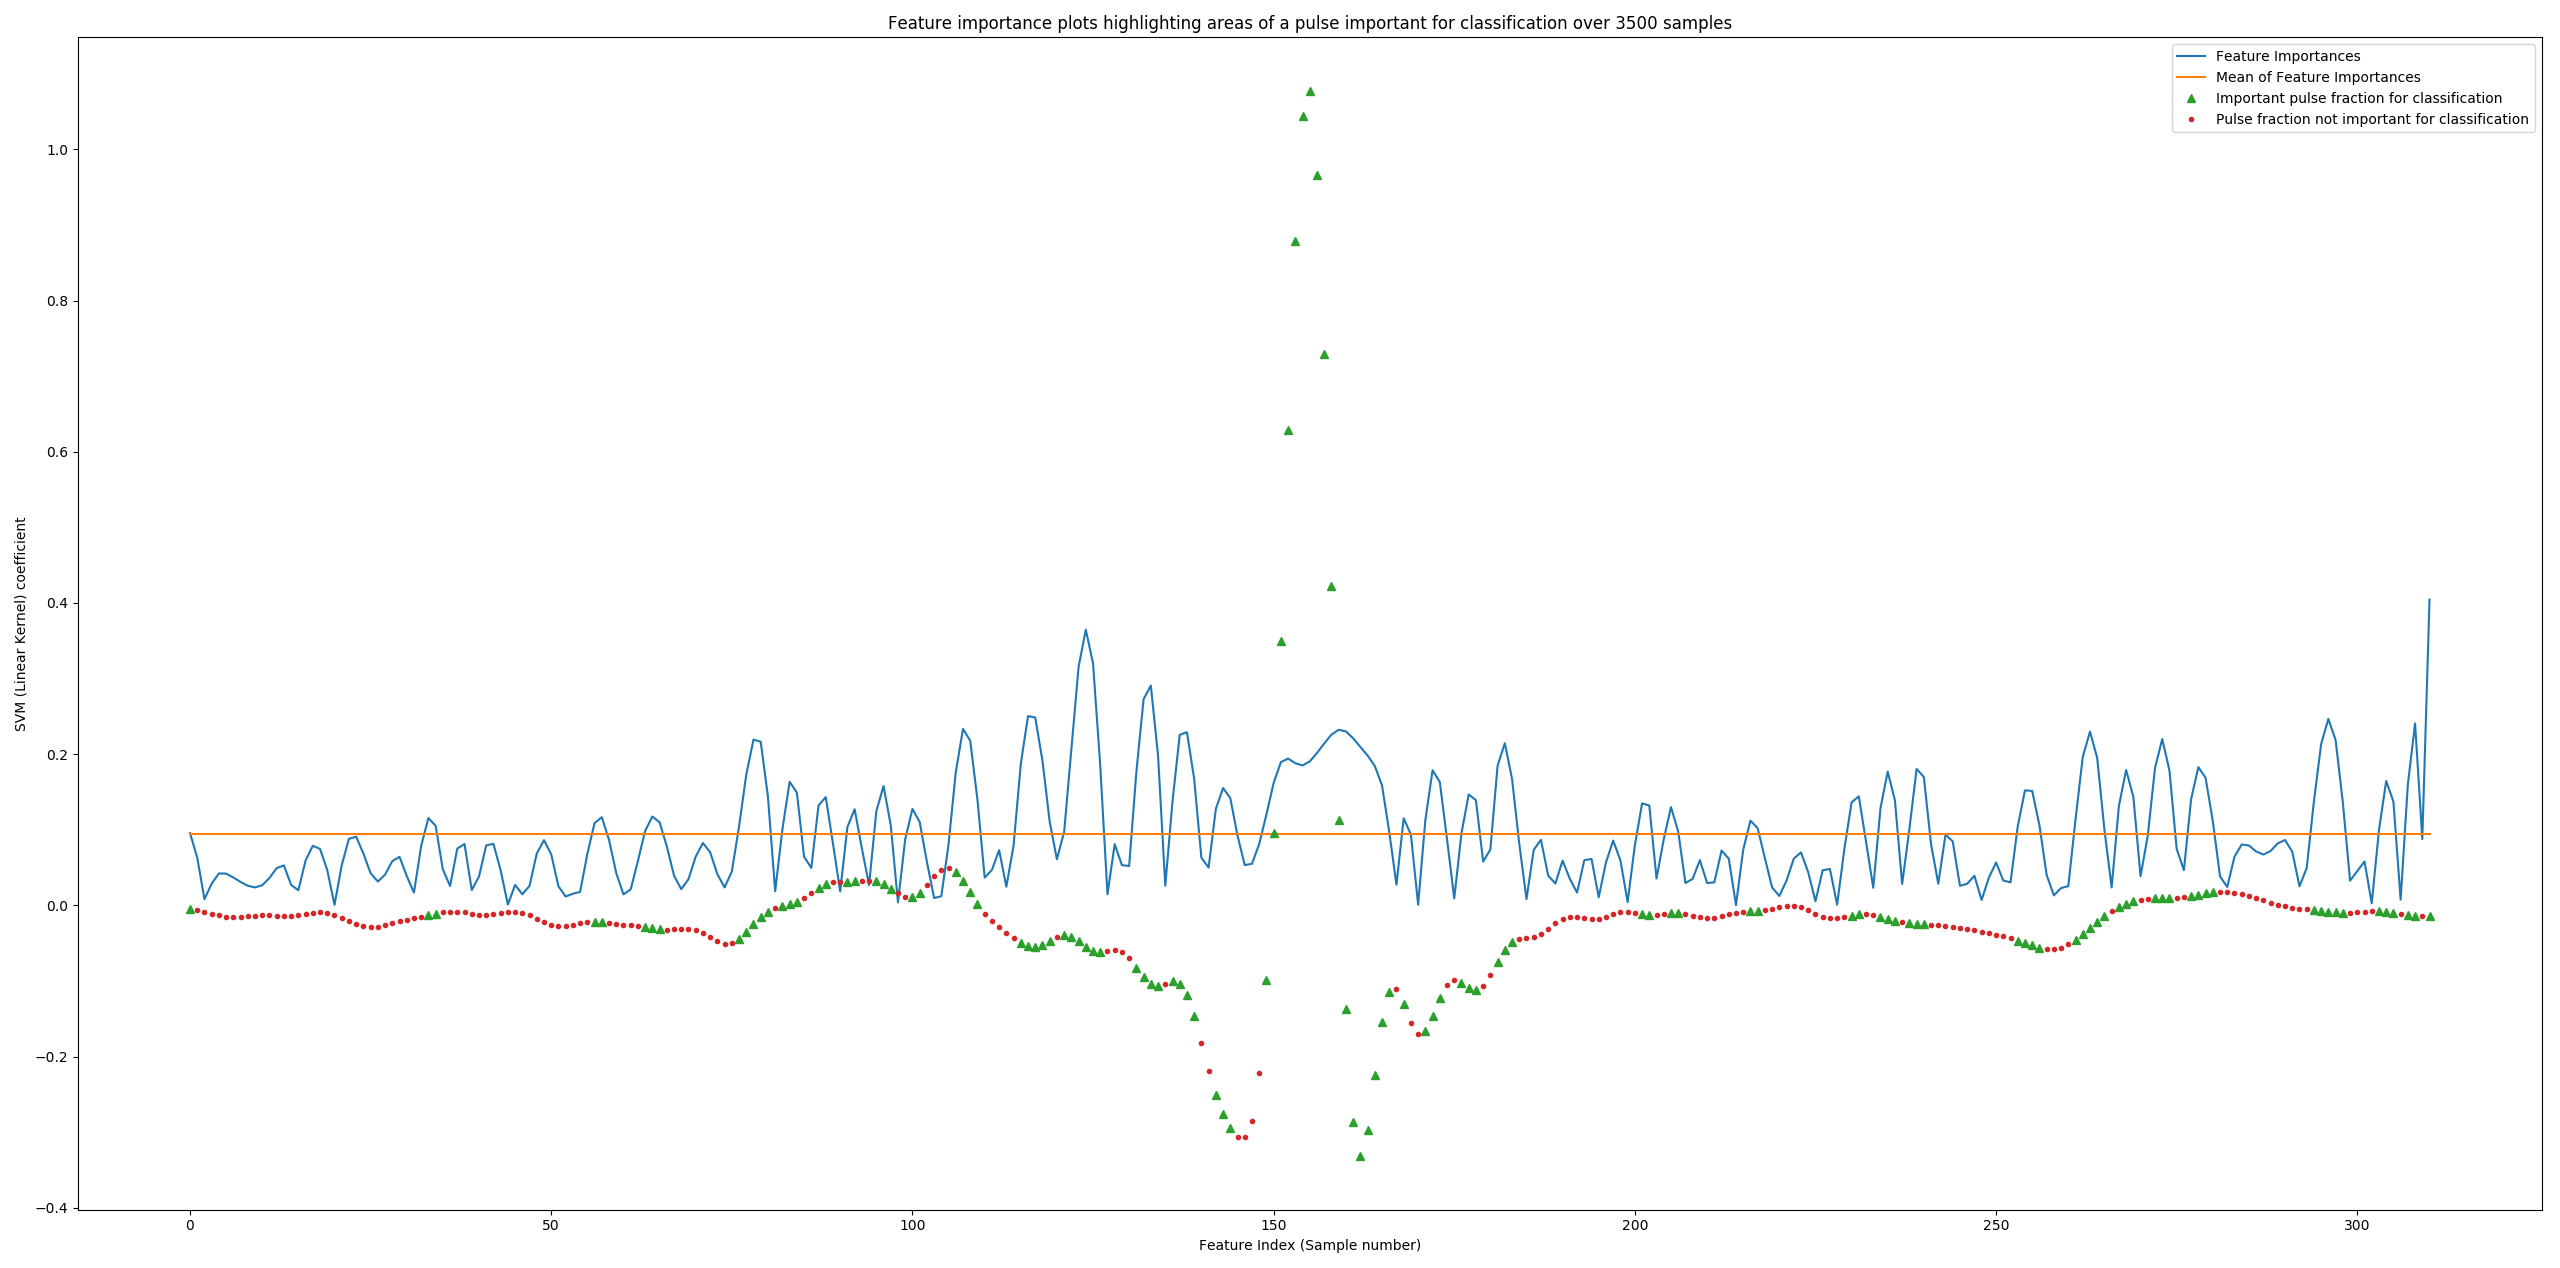 Feature importance plots highlighting areas of a pulse important for classification over 3500 samples
Feature Importances
Mean of Feature Importances
Important pulse fraction for classification
Pulse fraction not important for classification
SVM (Linear Kernel) coefficient
1.0
0.8
0.6
0.4
0.2
0.0
−0.2
−0.4
0 50 100 150 200 250 300
Feature Index (Sample number)